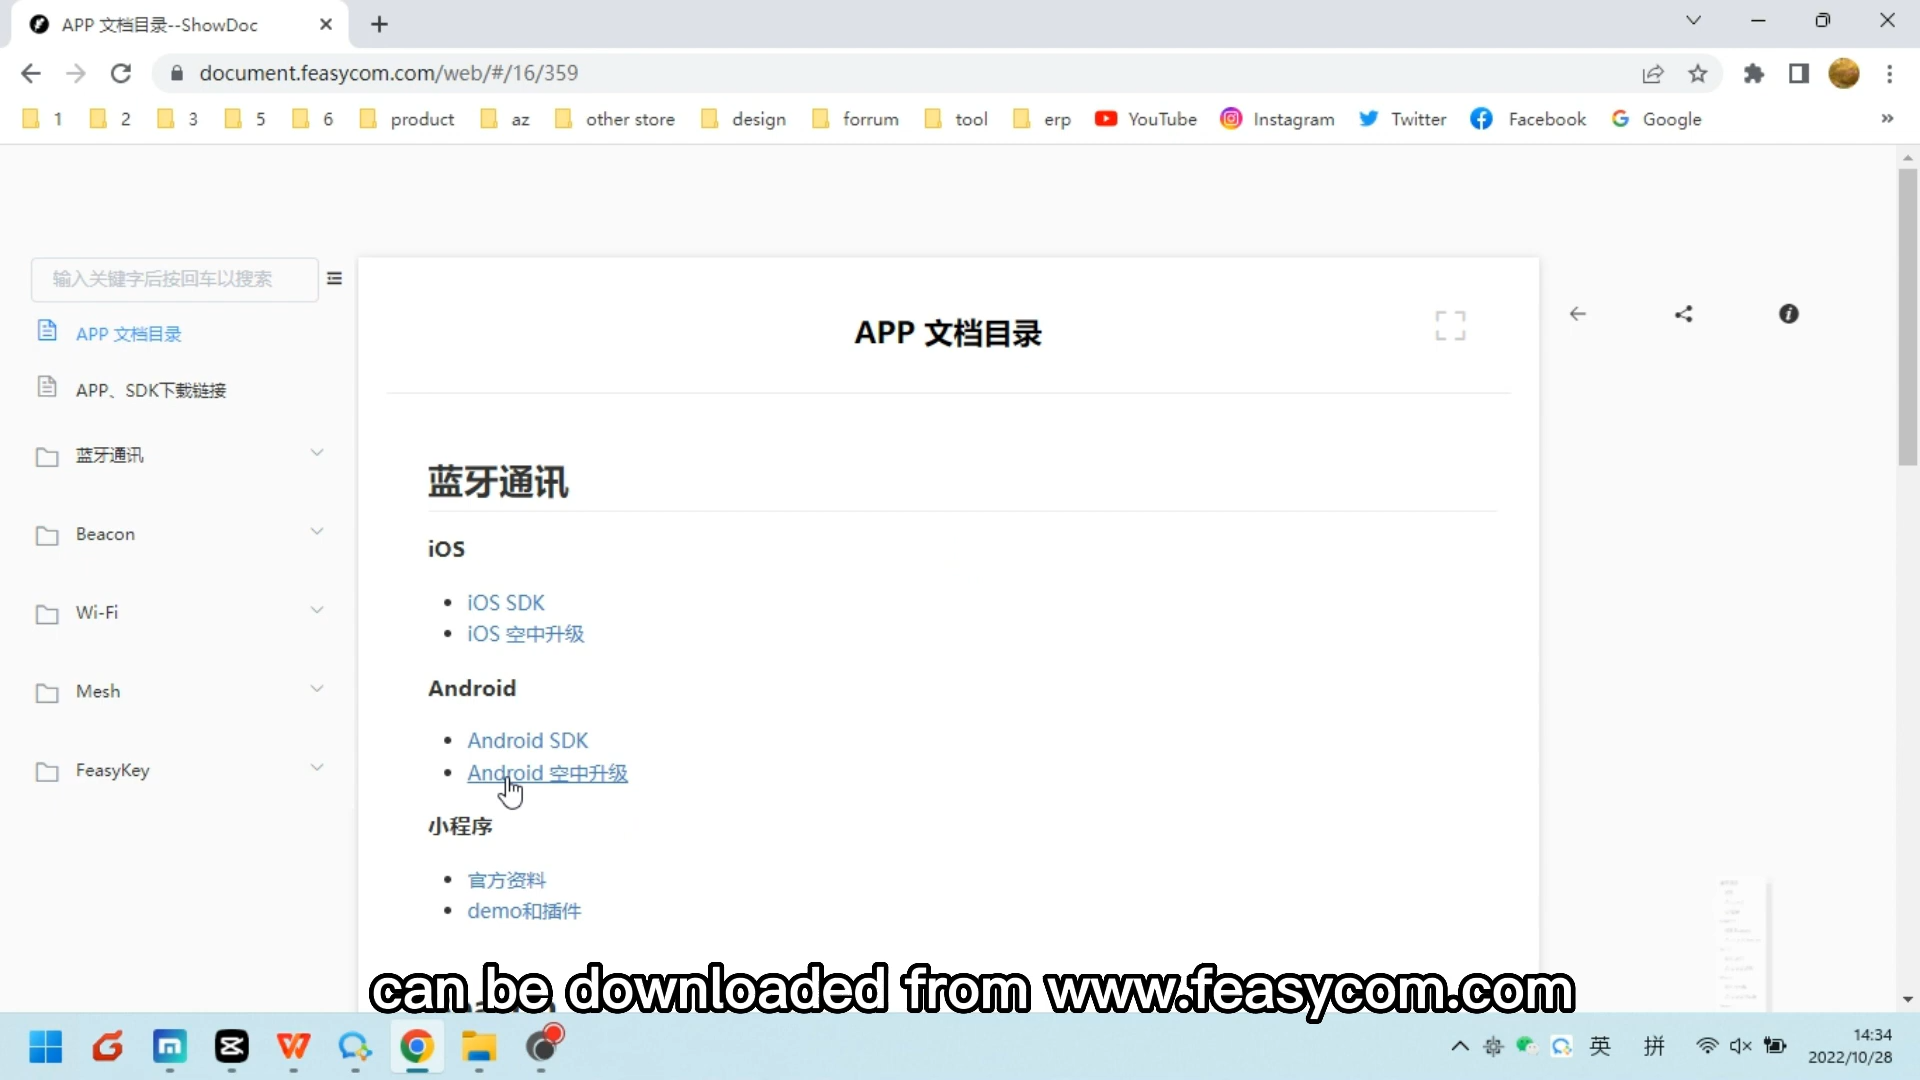 APP 文档目录--ShowDoc
document.feasycom.com/web/#/16/359
1 2 3 5 6 product az other store design forrum tool erp YouTube Instagram Twitter Facebook Google »
输入关键字后按回车以搜索
APP 文档目录
APP、SDK下载链接
蓝牙通讯
Beacon
Wi-Fi
Mesh
FeasyKey
APP 文档目录
蓝牙通讯
iOS
iOS SDK
iOS 空中升级
Android
Android SDK
Android 空中升级
小程序
官方资料
demo和插件
can be downloaded from www.feasycom.com
英 拼
14:34
2022/10/28